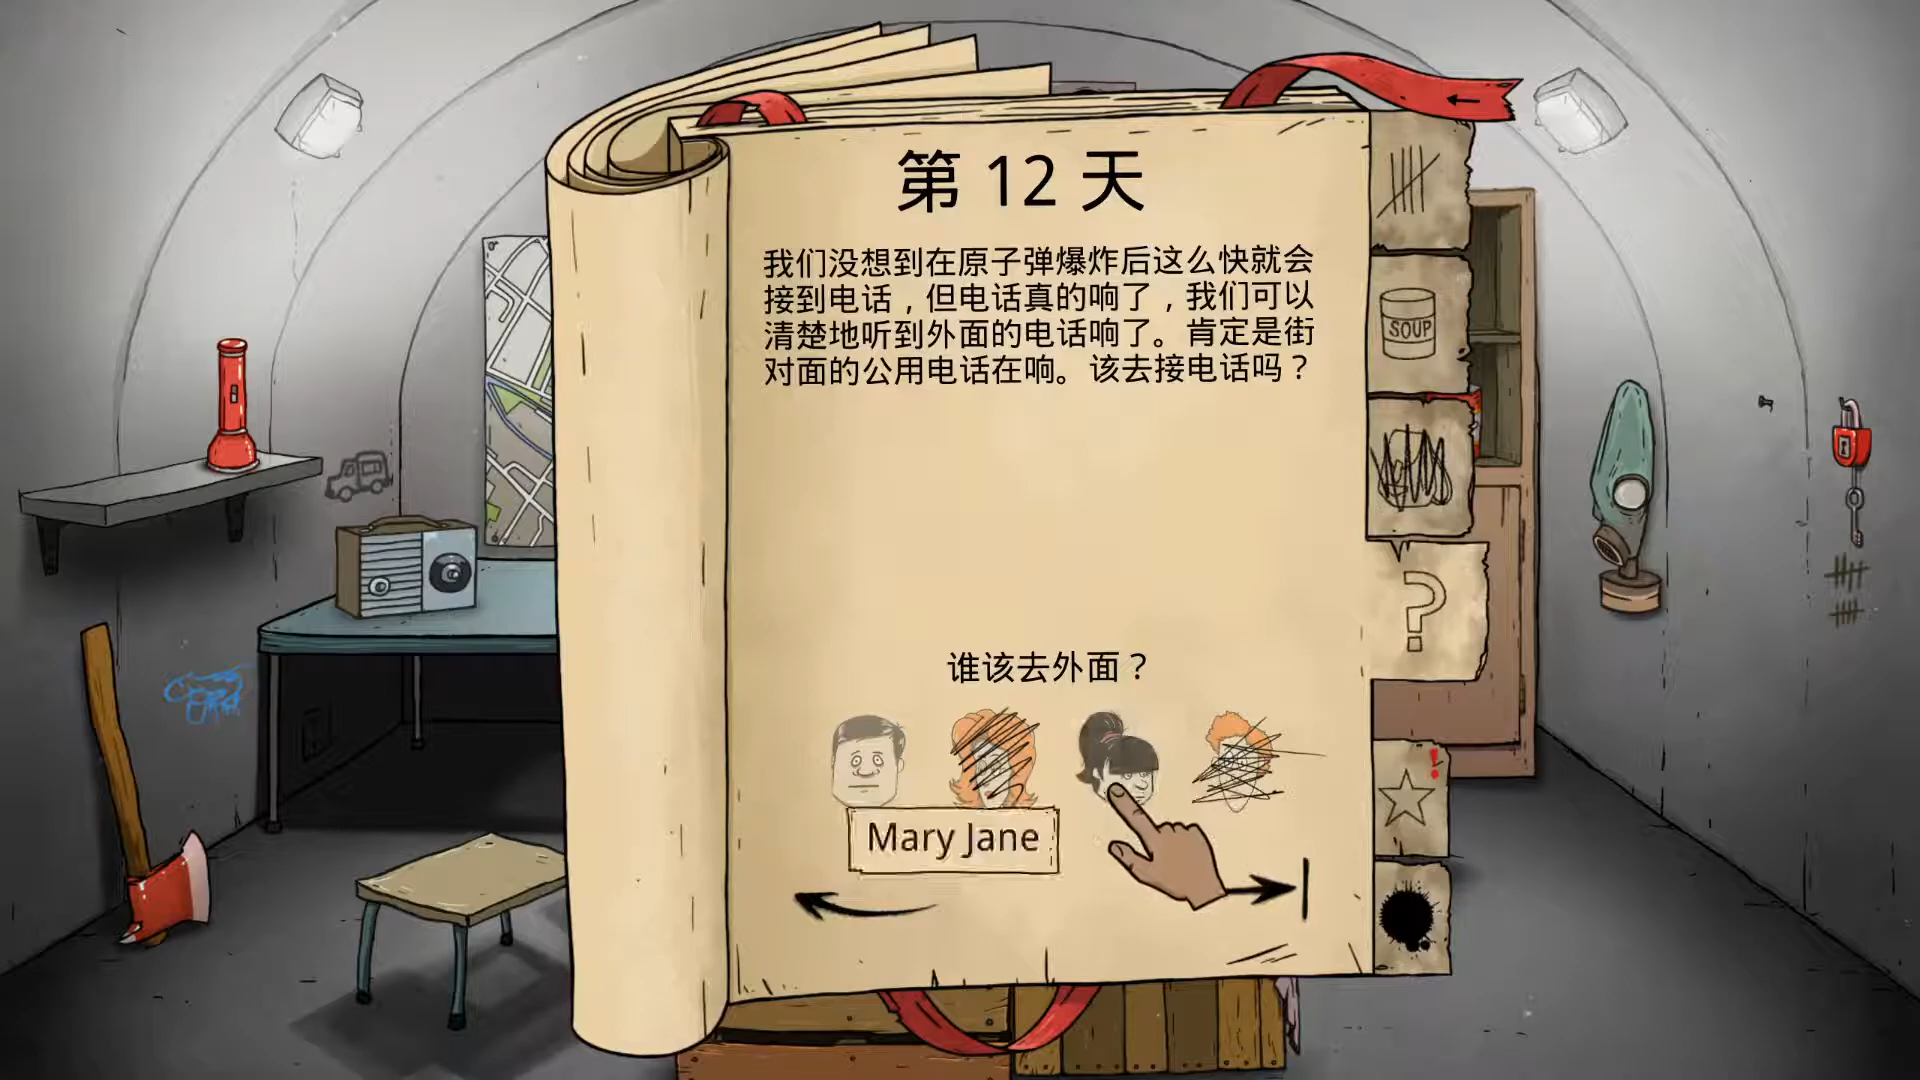 第 12 天
我们没想到在原子弹爆炸后这么快就会
接到电话，但电话真的响了，我们可以
清楚地听到外面的电话响了。肯定是街
对面的公用电话在响。该去接电话吗？
SOUP
?
谁该去外面？
!
Mary Jane